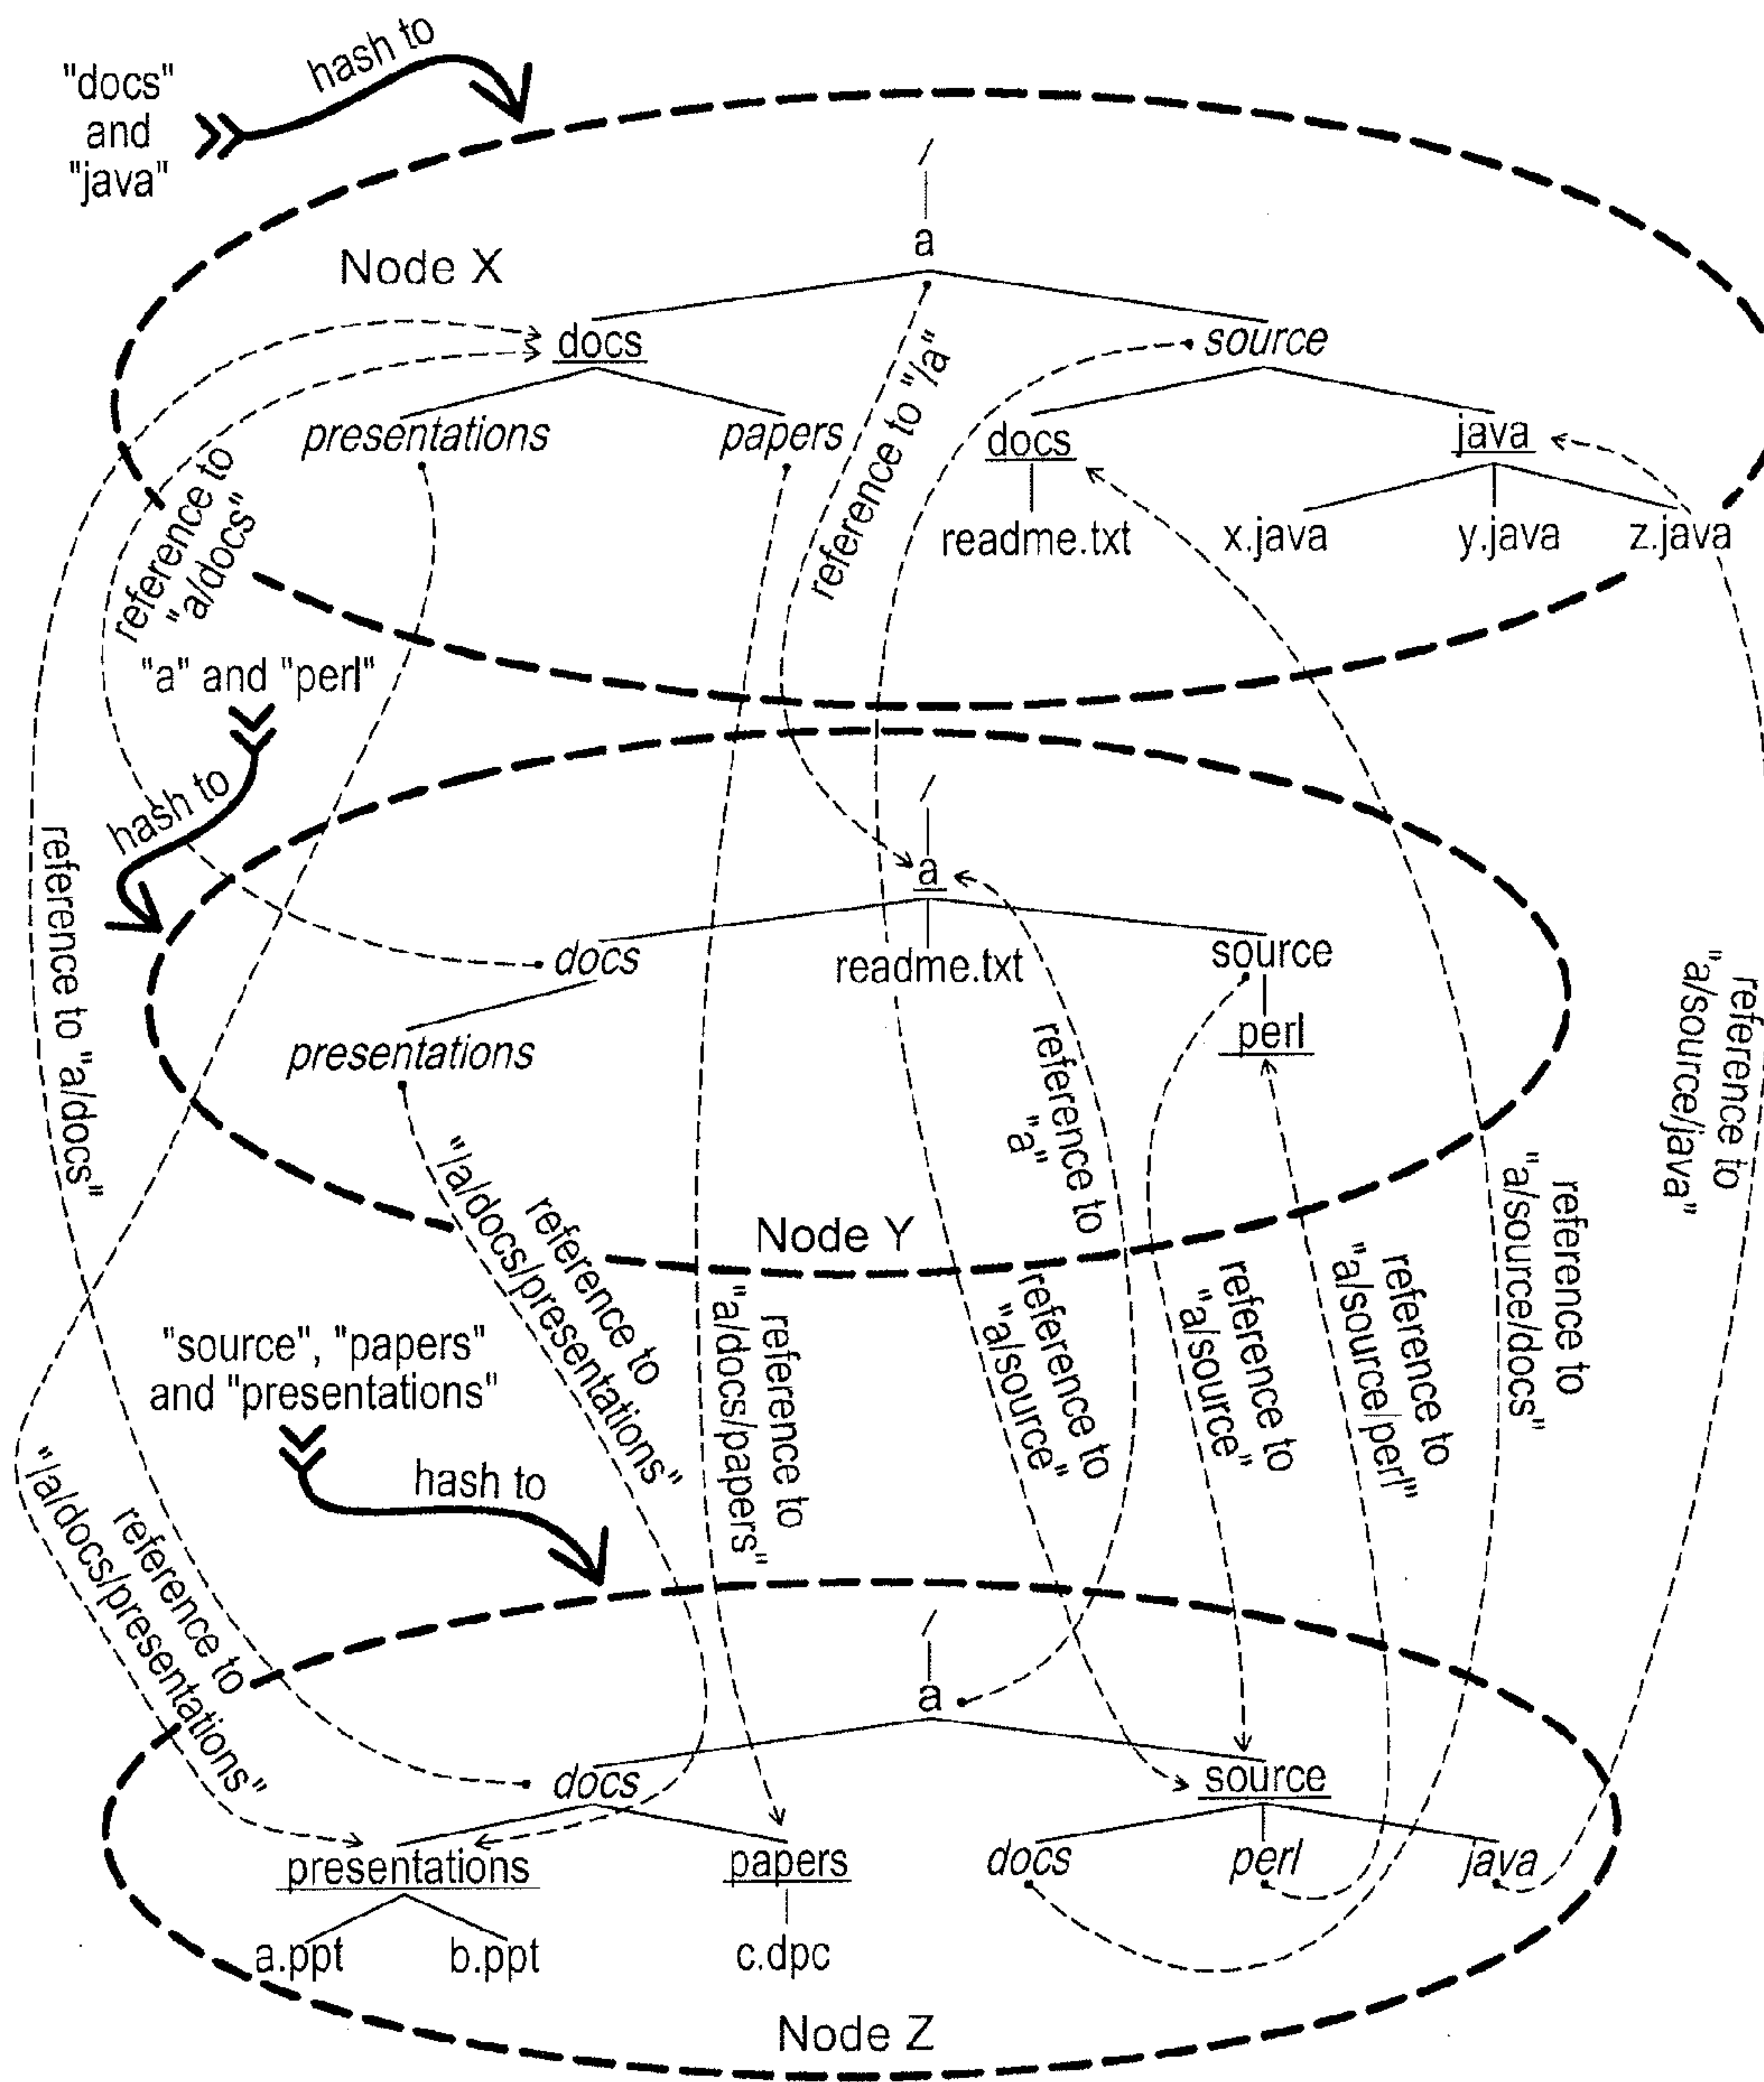 hash to
"docs"
and
"java"
/
a
Node X
docs
source
presentations
papers
docs
java
readme.txt
x.java
y.java
z.java
reference to
"a/docs"
reference to "/a"
"a" and "perl"
hash to
/
a
docs
readme.txt
source
presentations
perl
Node Y
reference to "a/docs"
reference to
"/a/docs/presentations"
reference to
"a/docs/papers"
reference to
"a"
reference to
"a/source"
reference to
"a/source"
reference to
"a/source/perl"
reference to
"a/source/docs"
reference to
"a/source/java"
"source", "papers"
and "presentations"
hash to
reference to
"/a/docs/presentations"
/
a
docs
source
presentations
papers
docs
perl
java
a.ppt
b.ppt
c.dpc
Node Z